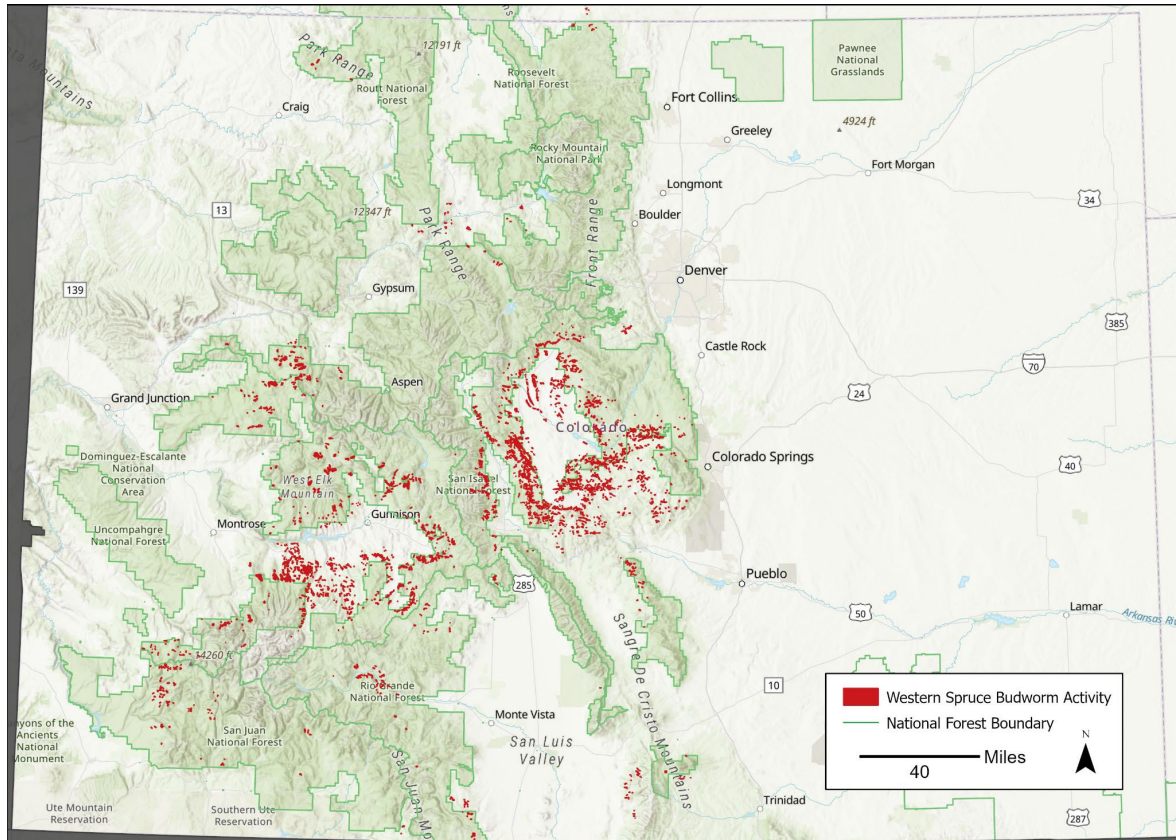 12191 ft
Park Range
Routt National
Forest
Roosevelt
National Forest
Pawnee
National
Grasslands
Mountains
Craig
Fort Collins
4924 ft
Greeley
Rocky Mountain
National Park
Fort Morgan
Longmont
34
13
12347 ft
Park Range
Boulder
Front Range
Denver
139
Gypsum
385
Castle Rock
70
Aspen
24
Grand Junction
Colorado
Dominguez-Escalante
National
Conservation
Area
West Elk
Mountain
San Isabel
National Forest
Colorado Springs
40
Uncompahgre
National Forest
Montrose
Gunnison
285
Pueblo
50
Lamar
Arkansas
Sangre De Cristo Mountains
14260 ft
Rio Grande
National Forest
10
Western Spruce Budworm Activity
National Forest Boundary
Miles
40
N
San Juan
National Forest
Monte Vista
San Luis
Valley
of the
Ancients
National
Monument
San Juan
Ute Mountain
Reservation
Southern Ute
Reservation
Trinidad
287